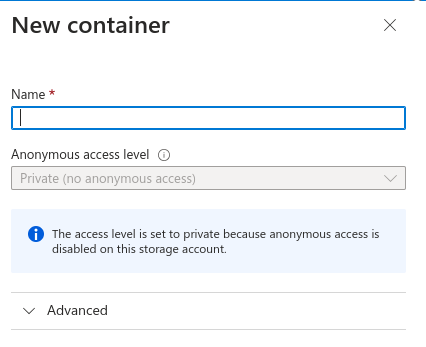 New container
Name *
Anonymous access level
Private (no anonymous access)
The access level is set to private because anonymous access is
disabled on this storage account.
Advanced